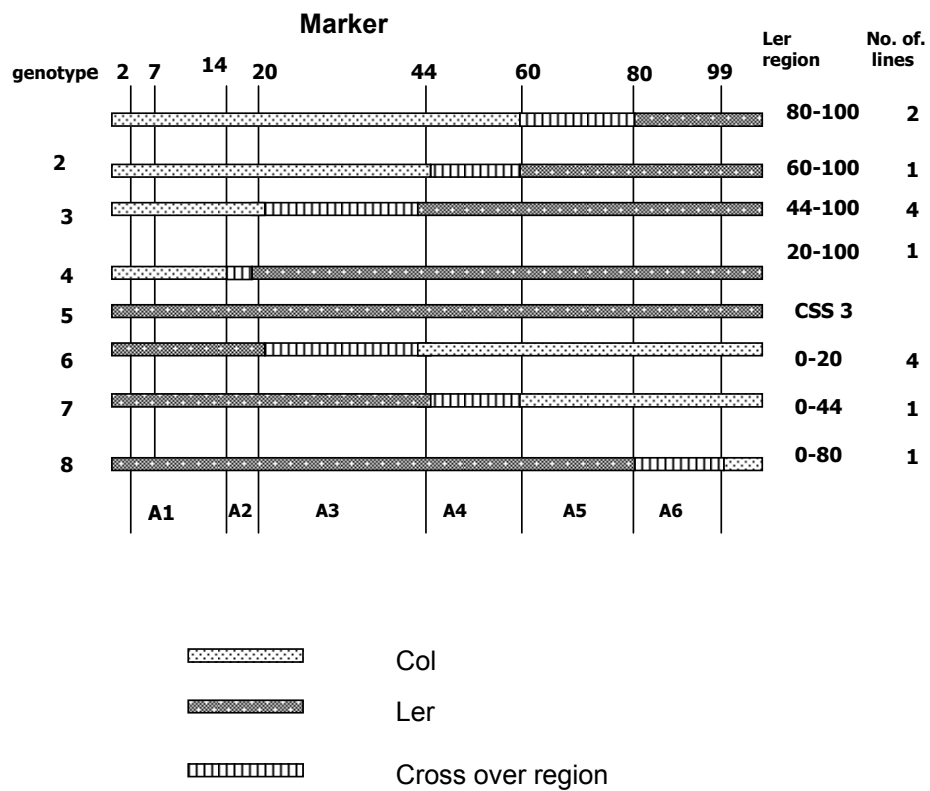 Marker
Ler region
No. of. lines
genotype 2 7 14 20 44 60 80 99
80-100 2
2 60-100 1
3 44-100 4
20-100 1
4
5 CSS 3
6 0-20 4
7 0-44 1
8 0-80 1
A1 A2 A3 A4 A5 A6
Col
Ler
Cross over region